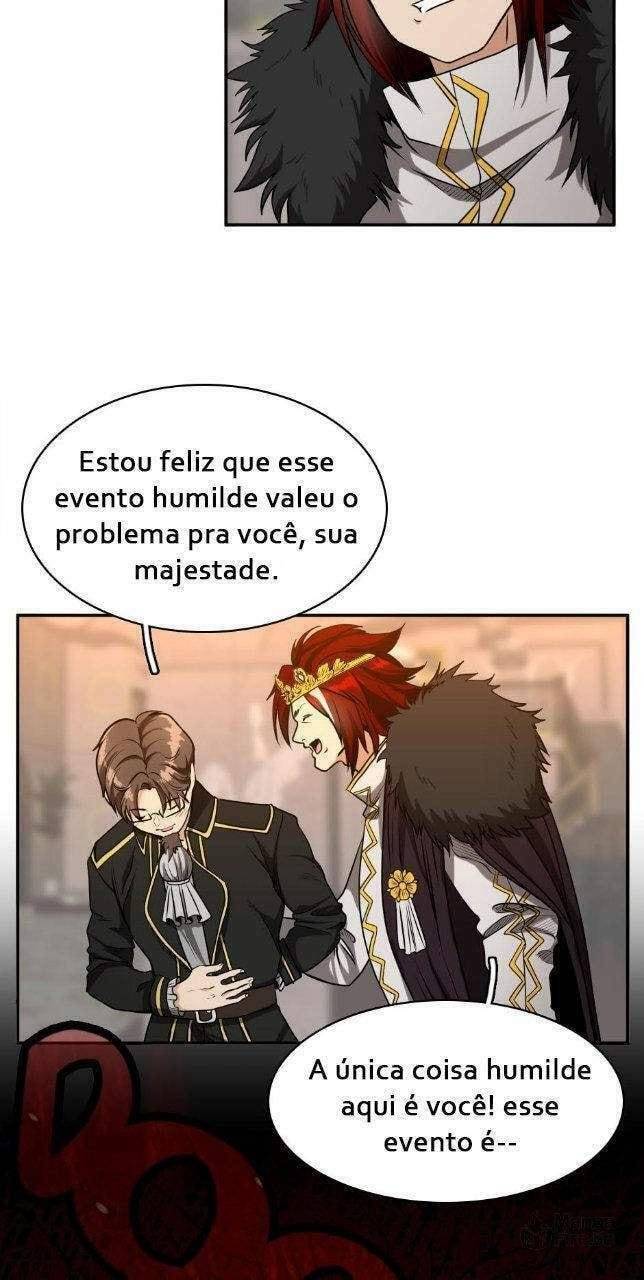 Estou feliz que esse
evento humilde valeu o
problema pra você, sua
majestade.
A única coisa humilde
aqui é você! esse
evento é--